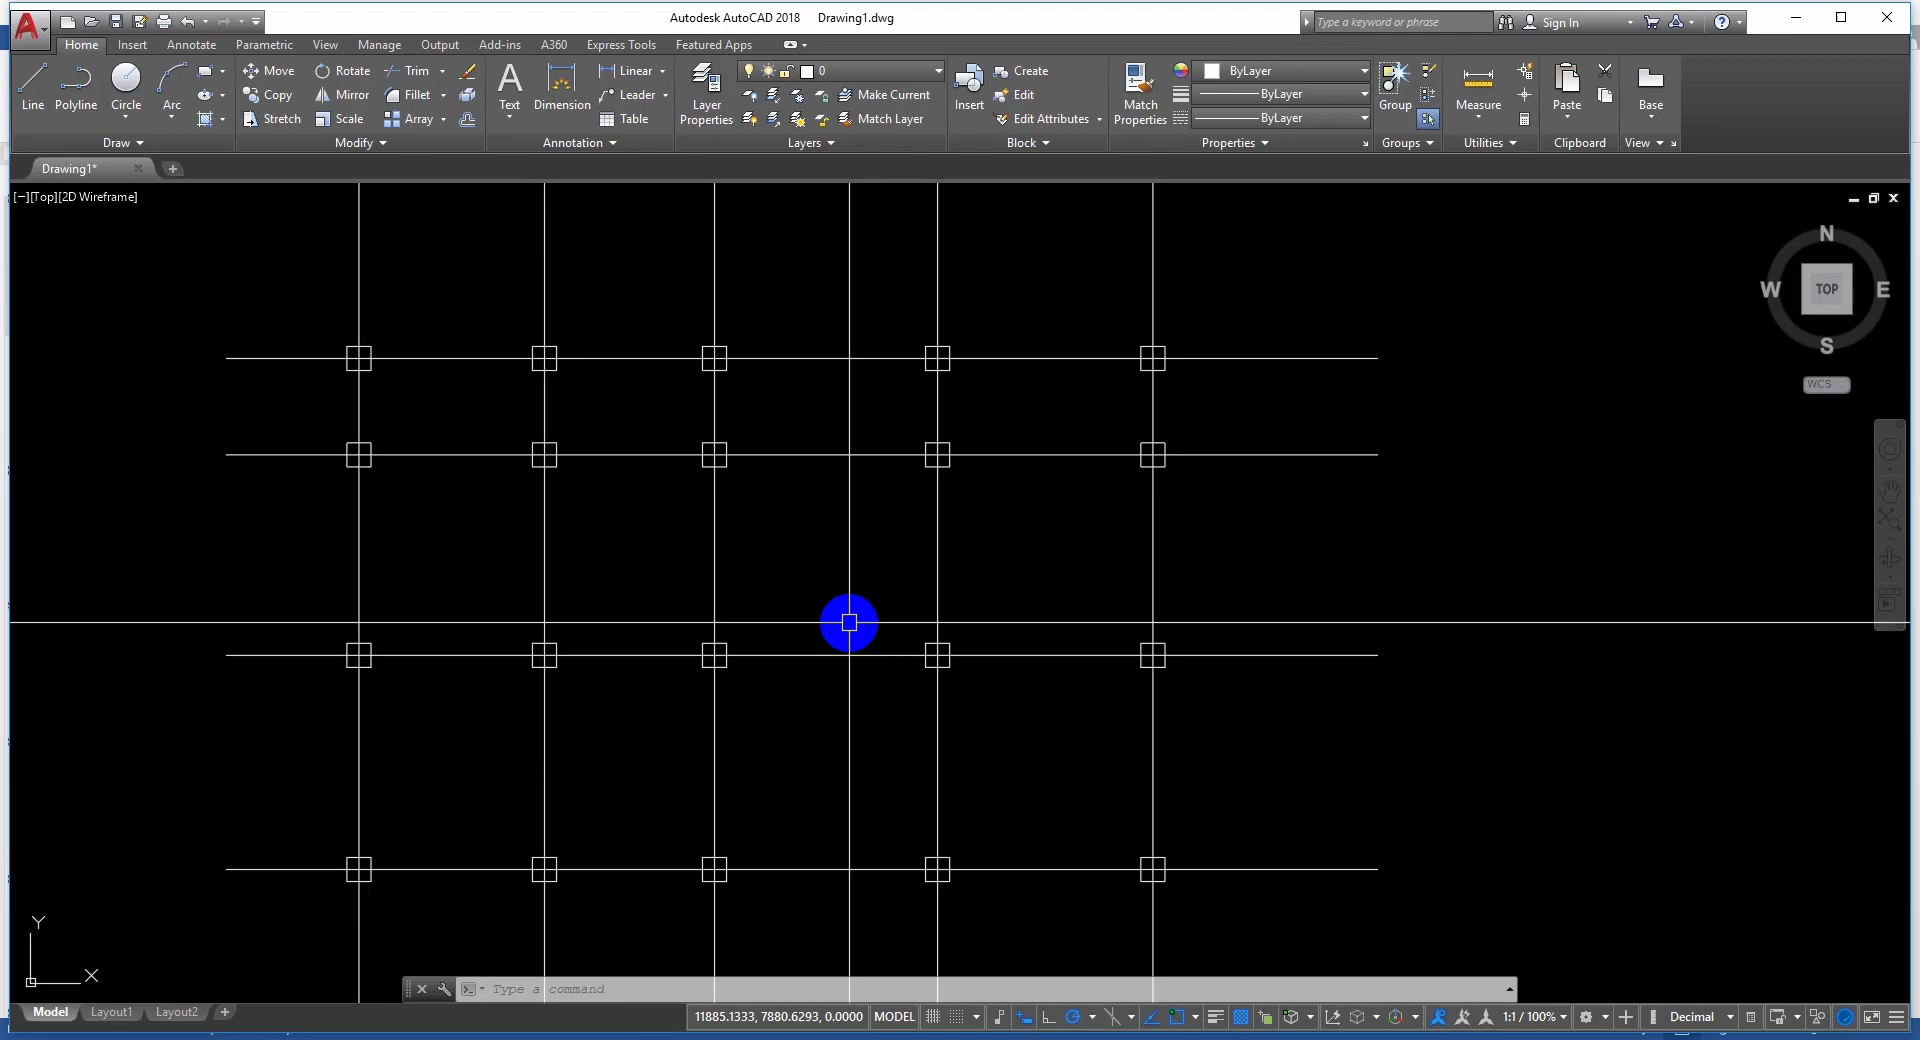 Autodesk AutoCAD 2018 Drawing1.dwg
Type a keyword or phrase
Sign In
Home Insert Annotate Parametric View Manage Output Add-ins A360 Express Tools Featured Apps
Line Polyline Circle Arc
Move Rotate Trim
Copy Mirror Fillet
Stretch Scale Array
Text Dimension
Linear
Leader
Table
Layer
Properties
0
Make Current
Match Layer
Insert
Create
Edit
Edit Attributes
Match
Properties
ByLayer
ByLayer
ByLayer
Group
Measure
Paste
Base
Draw Modify Annotation Layers Block Properties Groups Utilities Clipboard View
Drawing1*
[−][Top][2D Wireframe]
N
W TOP E
S
WCS
Y
X
Type a command
Model Layout1 Layout2
11885.1333, 7880.6293, 0.0000 MODEL 1:1 / 100% Decimal